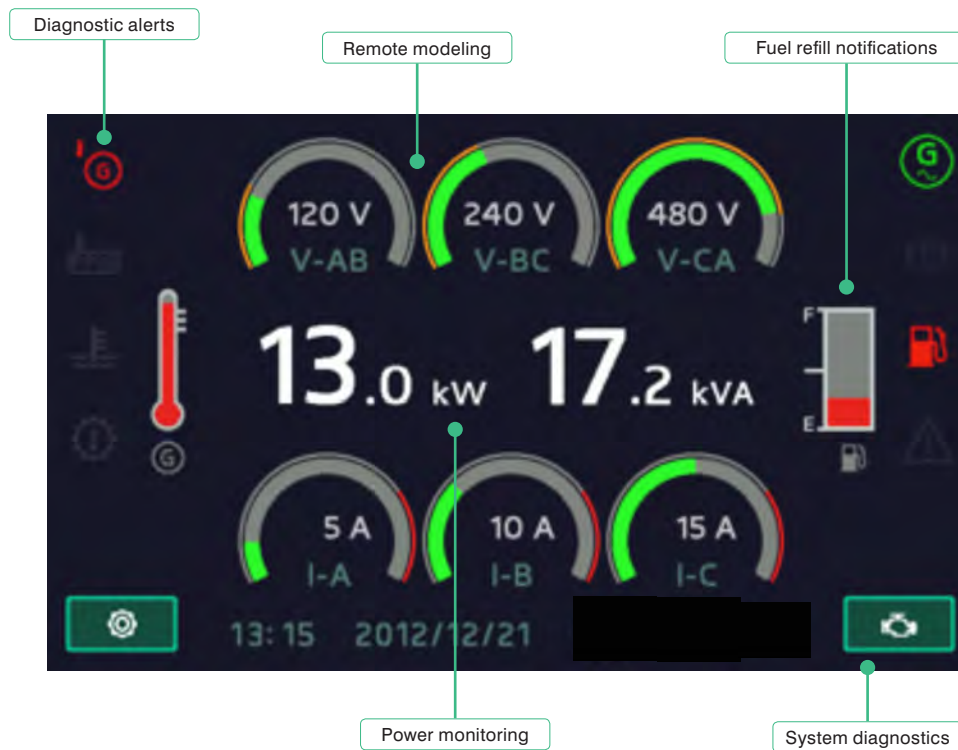 Diagnostic alerts
Remote modeling
Fuel refill notifications
G
G
120 V
V-AB
240 V
V-BC
480 V
V-CA
F
13.0 kW
17.2 kVA
E
G
5 A
I-A
10 A
I-B
15 A
I-C
13:15 2012/12/21
Power monitoring
System diagnostics